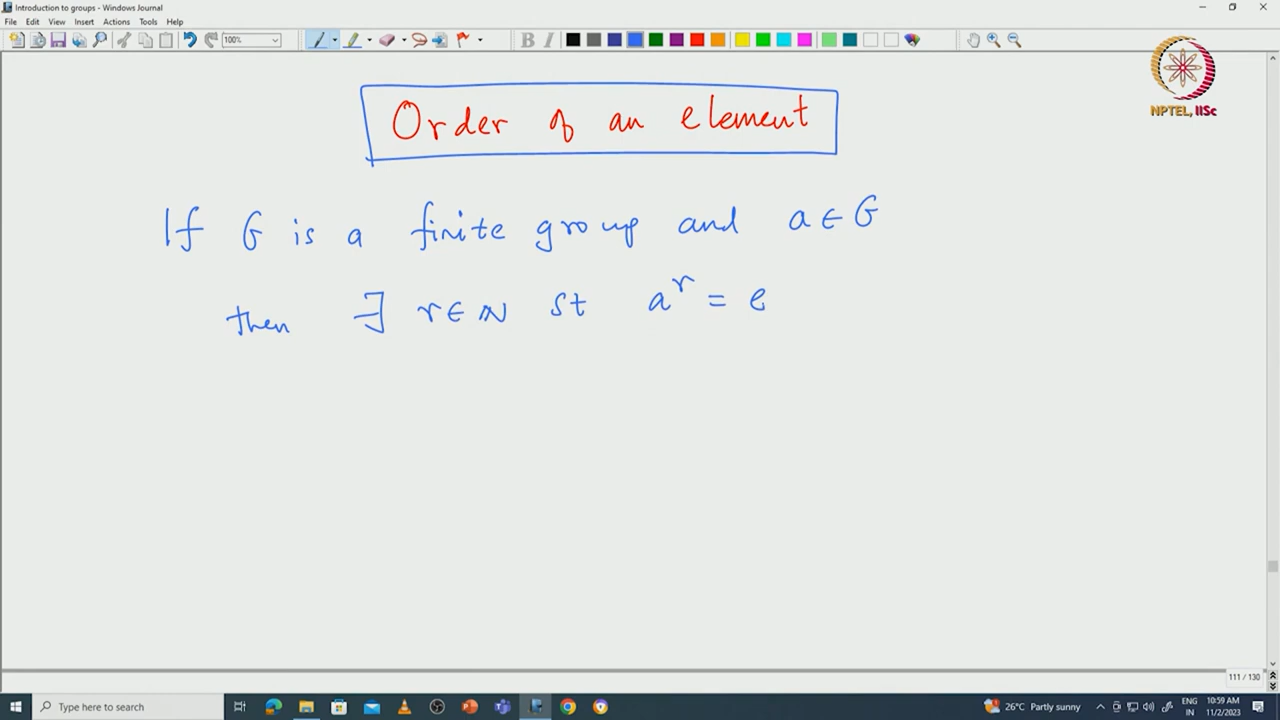 Introduction to groups - Windows Journal
File Edit View Insert Actions Tools Help
100%
B I
NPTEL, IISc
Order of an element
If G is a finite group and a ∈ G
then ∃ r ∈ ℕ st a^r = e
111 / 130
Type here to search
26°C Partly sunny
ENG
IN
10:59 AM
11/2/2023